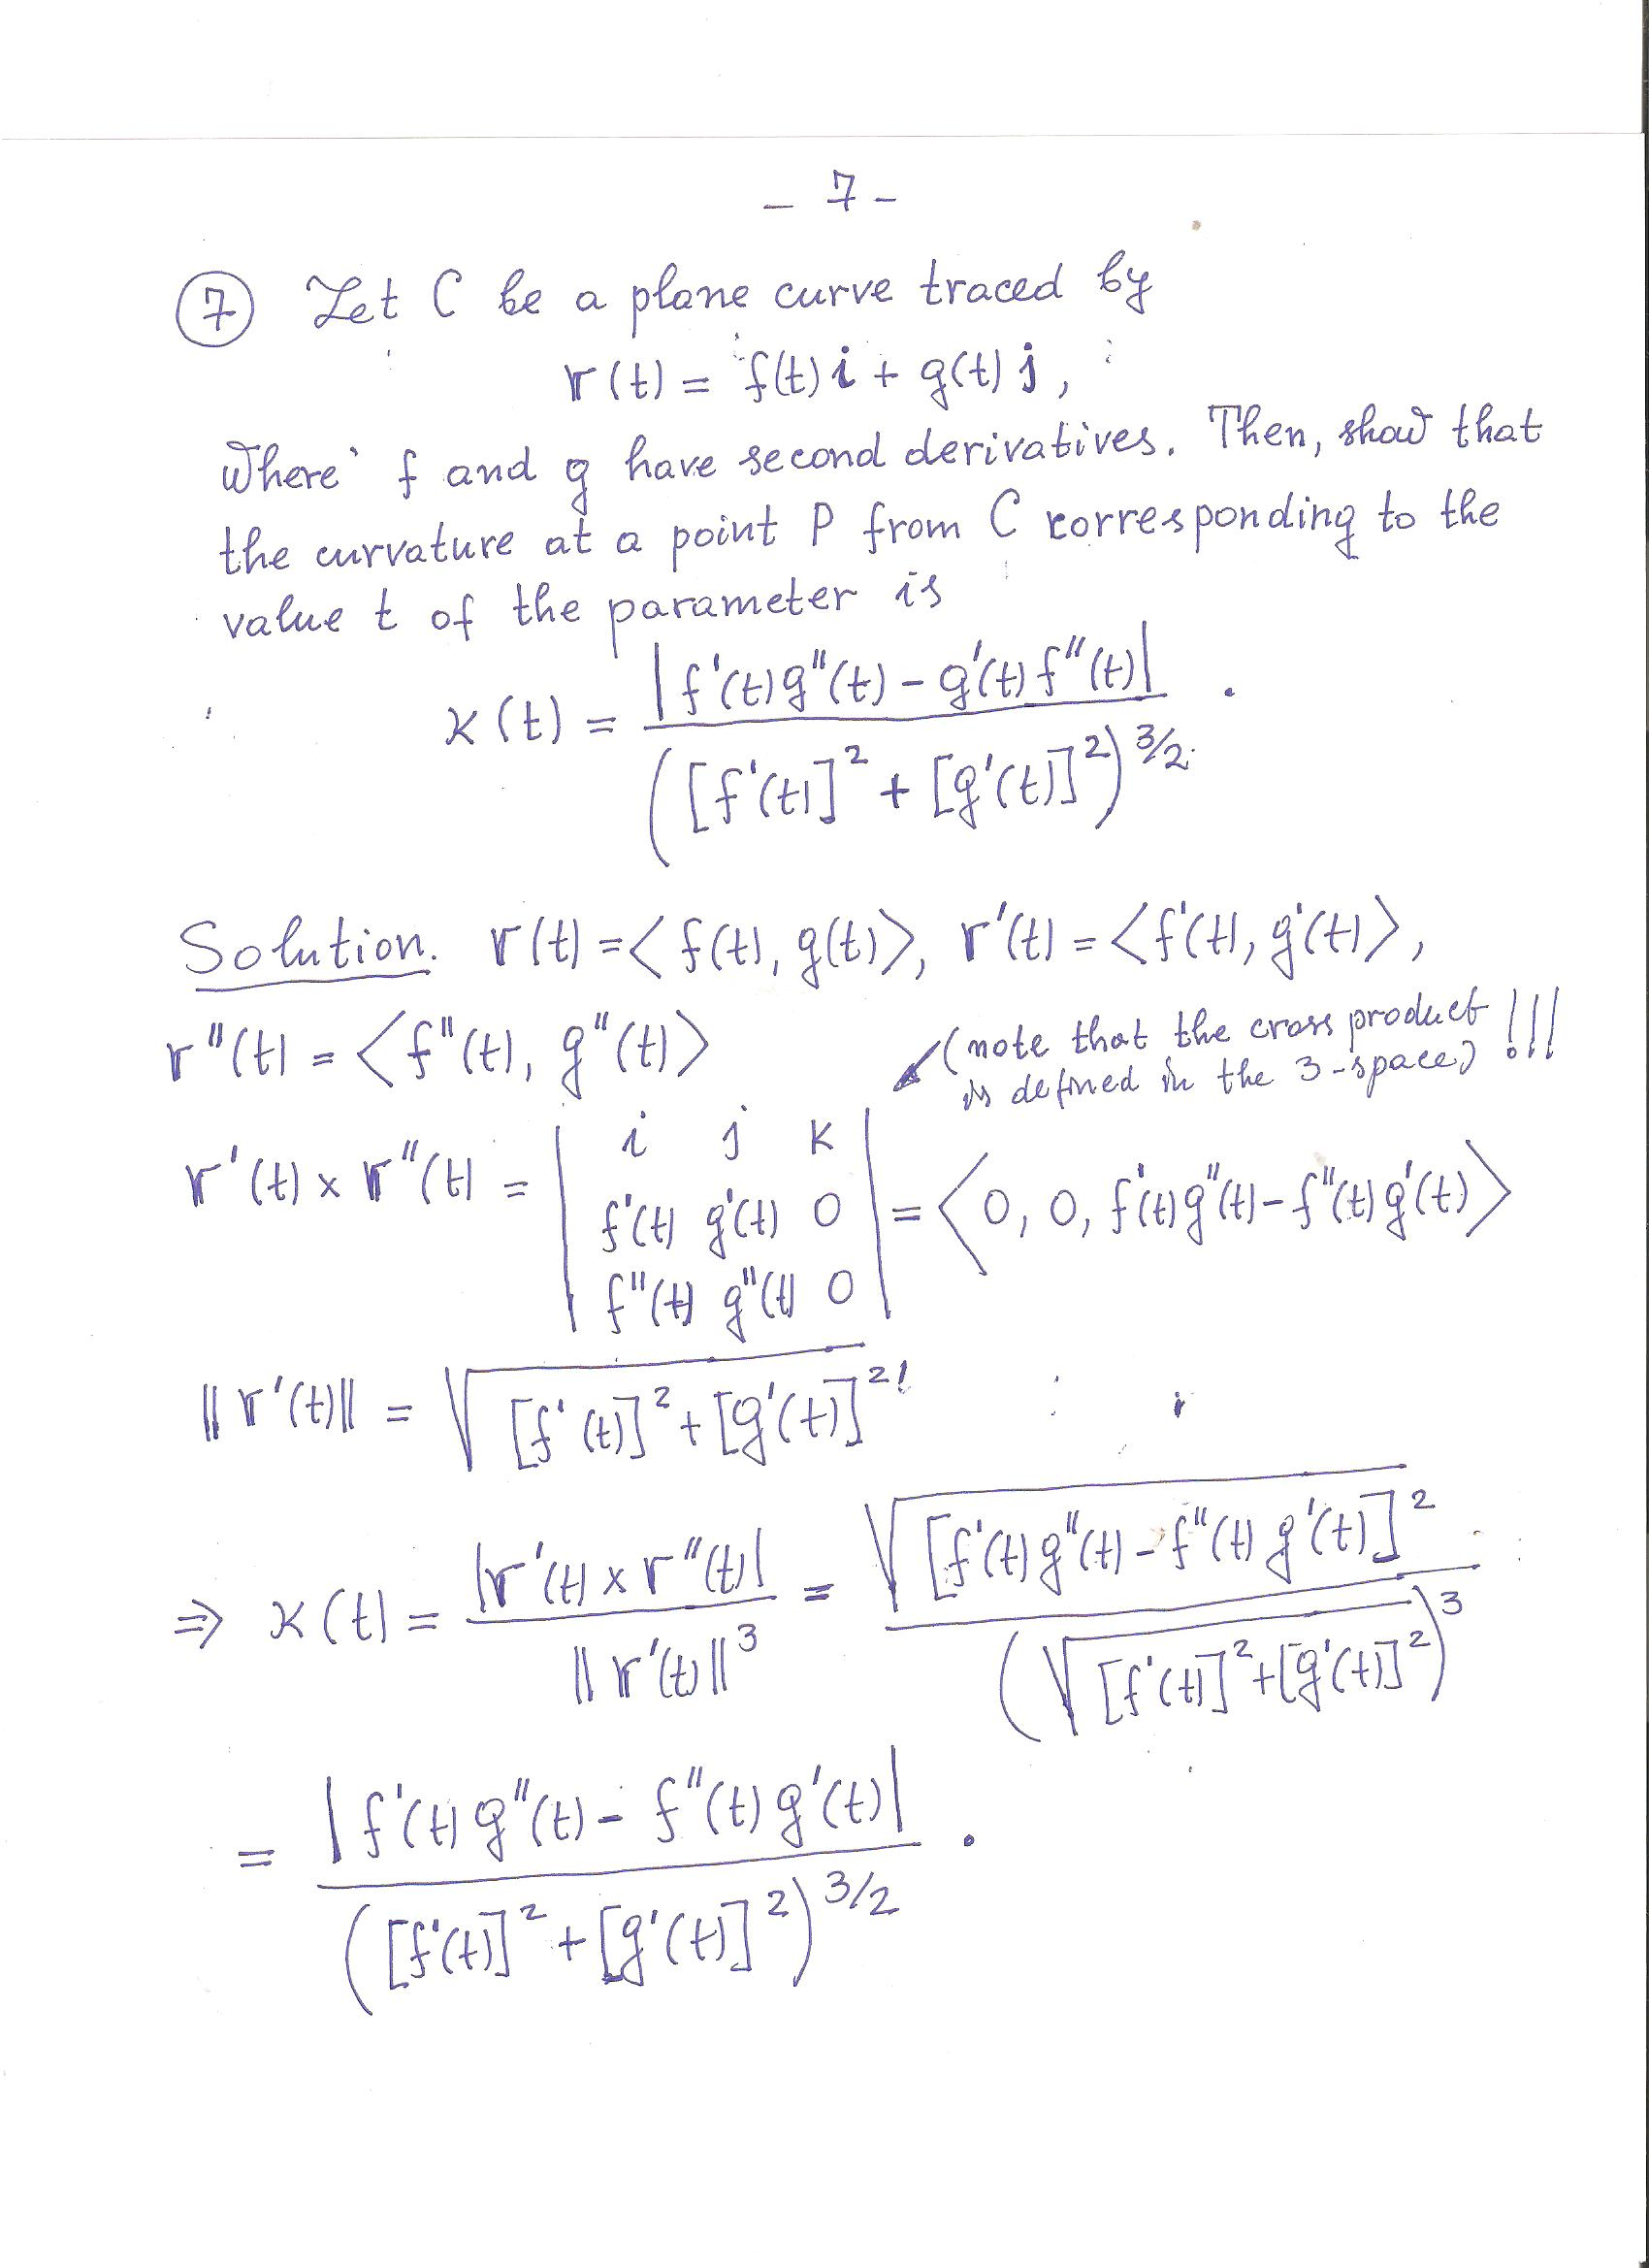 - 7 -
⑦ Let C be a plane curve traced by
r(t) = f(t) i + g(t) j,
where f and g have second derivatives. Then, show that
the curvature at a point P from C corresponding to the
value t of the parameter is
κ(t) = |f'(t)g''(t) - g'(t)f''(t)| / ([f'(t)]² + [g'(t)]²)^3/2 .
Solution. r(t) = <f(t), g(t)>, r'(t) = <f'(t), g'(t)>,
r''(t) = <f''(t), g''(t)>
(note that the cross product
is defined in the 3-space) !!!
r'(t) x r''(t) = | i j k | = <0, 0, f'(t)g''(t) - f''(t)g'(t)>
f'(t) g'(t) 0
f''(t) g''(t) 0
||r'(t)|| = √([f'(t)]² + [g'(t)]²)
⇒ κ(t) = |r'(t) x r''(t)| / ||r'(t)||³ = √([f'(t)g''(t) - f''(t)g'(t)]²) / (√([f'(t)]² + [g'(t)]²))³
= |f'(t)g''(t) - f''(t)g'(t)| / ([f'(t)]² + [g'(t)]²)^3/2 .